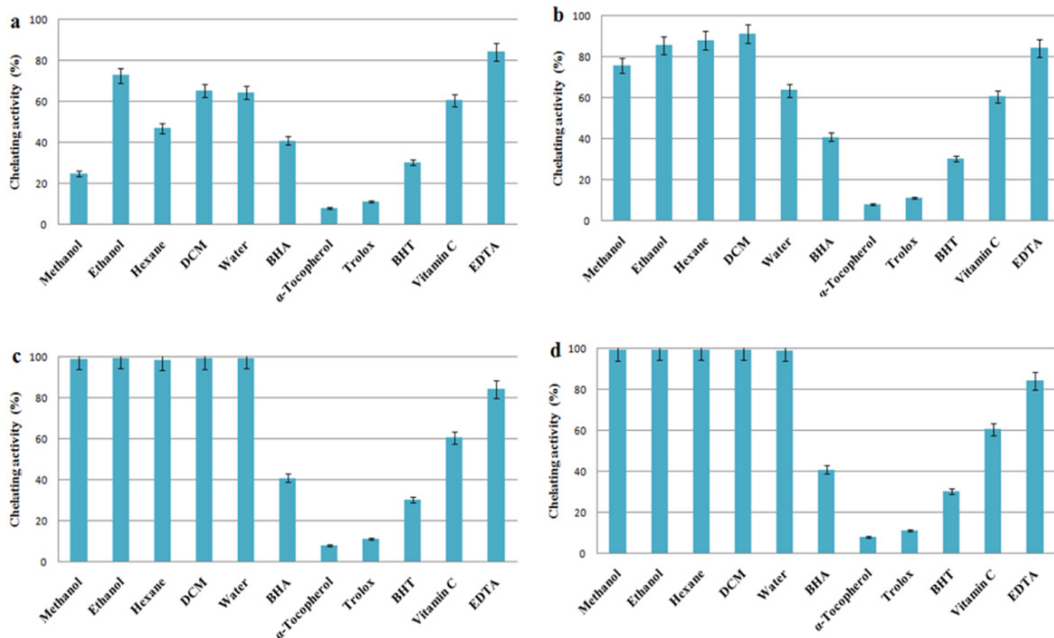 a
Chelating activity (%)
100
80
60
40
20
0
Methanol
Ethanol
Hexane
DCM
Water
BHA
α-Tocopherol
Trolox
BHT
Vitamin C
EDTA
b
Chelating activity (%)
100
80
60
40
20
0
Methanol
Ethanol
Hexane
DCM
Water
BHA
α-Tocopherol
Trolox
BHT
Vitamin C
EDTA
c
Chelating activity (%)
100
80
60
40
20
0
Methanol
Ethanol
Hexane
DCM
Water
BHA
α-Tocopherol
Trolox
BHT
Vitamin C
EDTA
d
Chelating activity (%)
100
80
60
40
20
0
Methanol
Ethanol
Hexane
DCM
Water
BHA
α-Tocopherol
Trolox
BHT
Vitamin C
EDTA